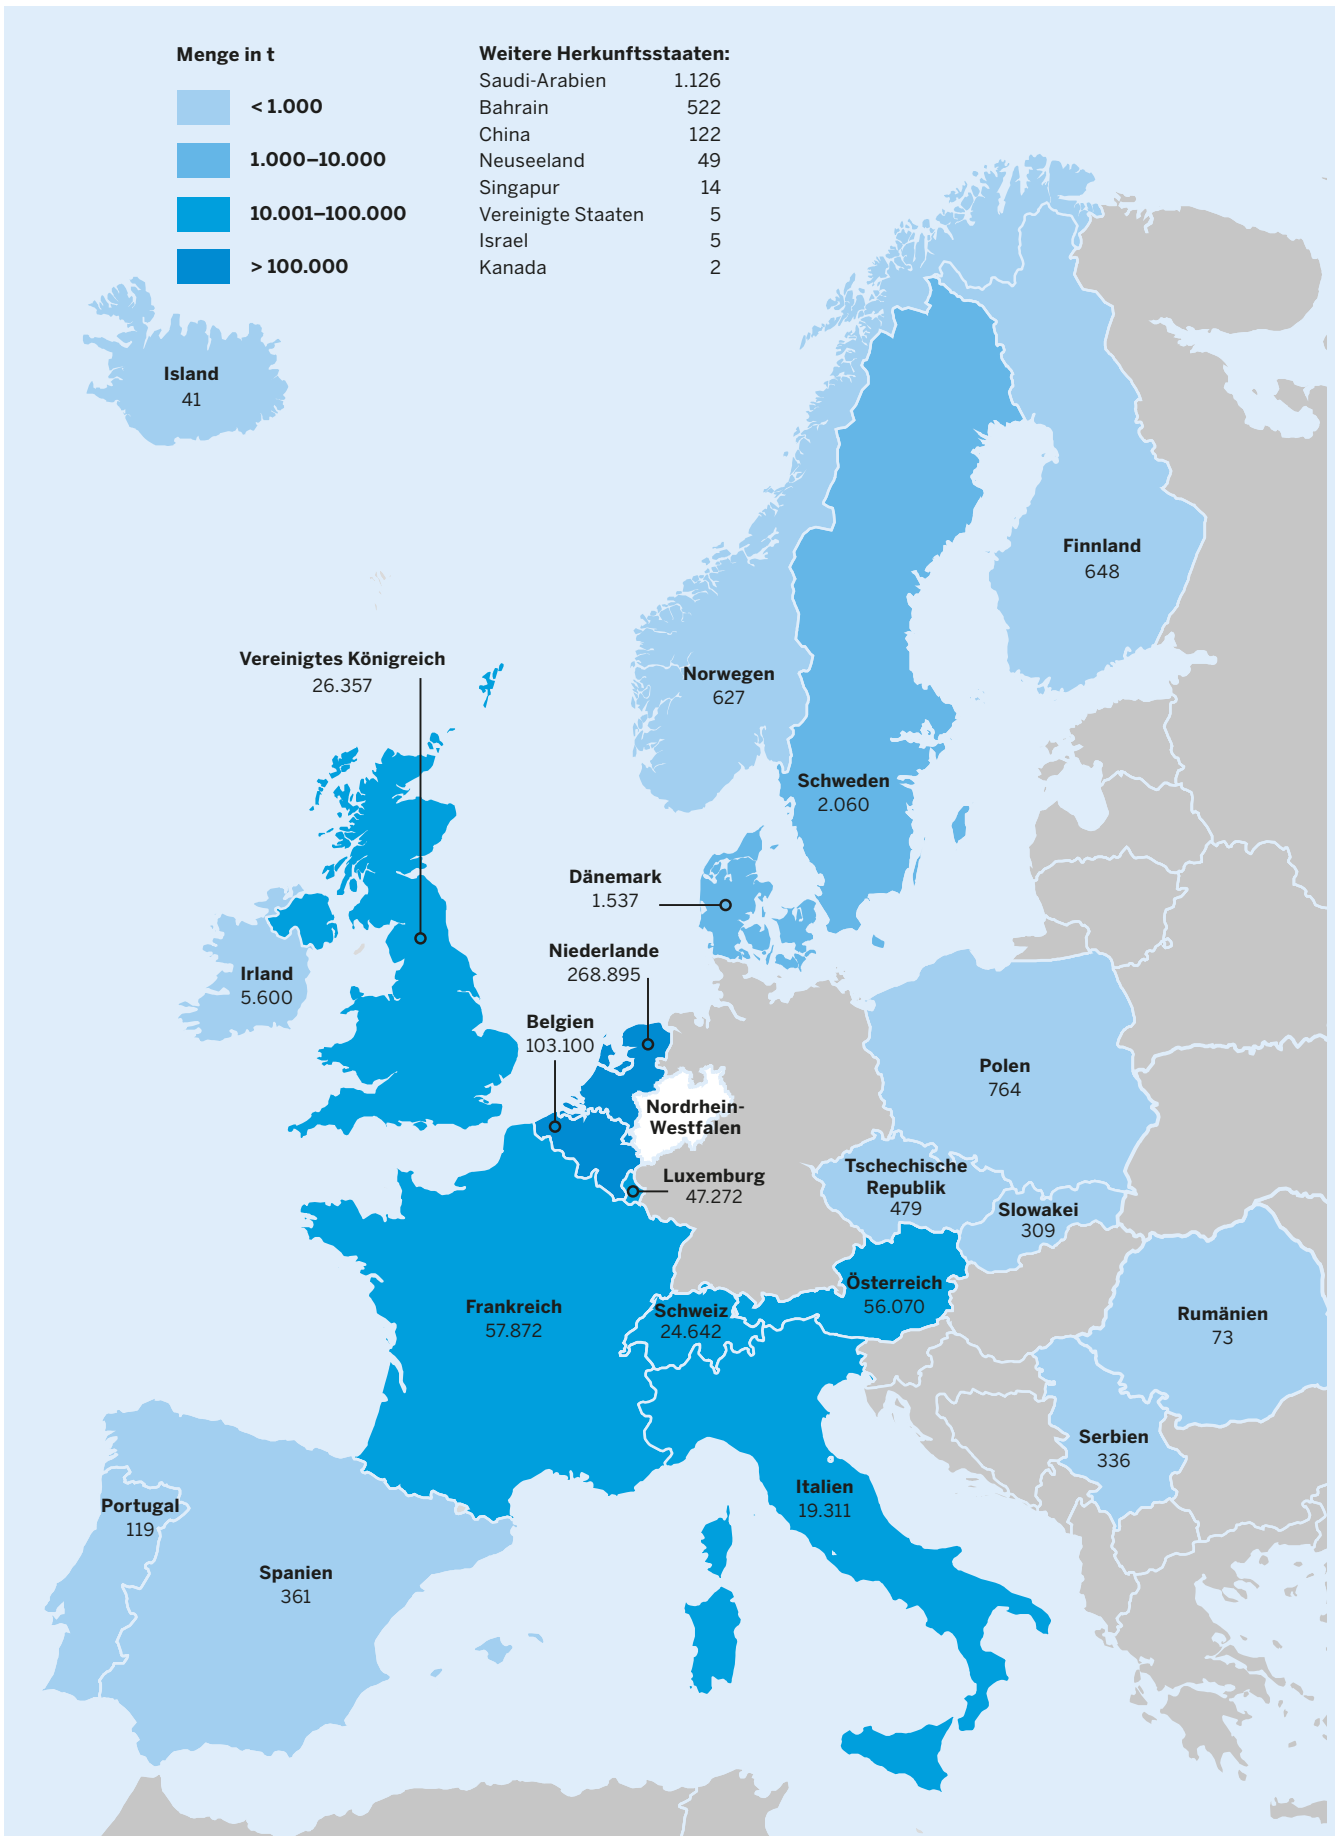 Menge in t
< 1.000
1.000–10.000
10.001–100.000
> 100.000
Weitere Herkunftsstaaten:
Saudi-Arabien 1.126
Bahrain 522
China 122
Neuseeland 49
Singapur 14
Vereinigte Staaten 5
Israel 5
Kanada 2
Island
41
Finnland
648
Vereinigtes Königreich
26.357
Norwegen
627
Schweden
2.060
Dänemark
1.537
Niederlande
268.895
Irland
5.600
Belgien
103.100
Polen
764
Nordrhein-
Westfalen
Luxemburg
47.272
Tschechische
Republik
479
Slowakei
309
Österreich
56.070
Frankreich
57.872
Schweiz
24.642
Rumänien
73
Serbien
336
Italien
19.311
Portugal
119
Spanien
361